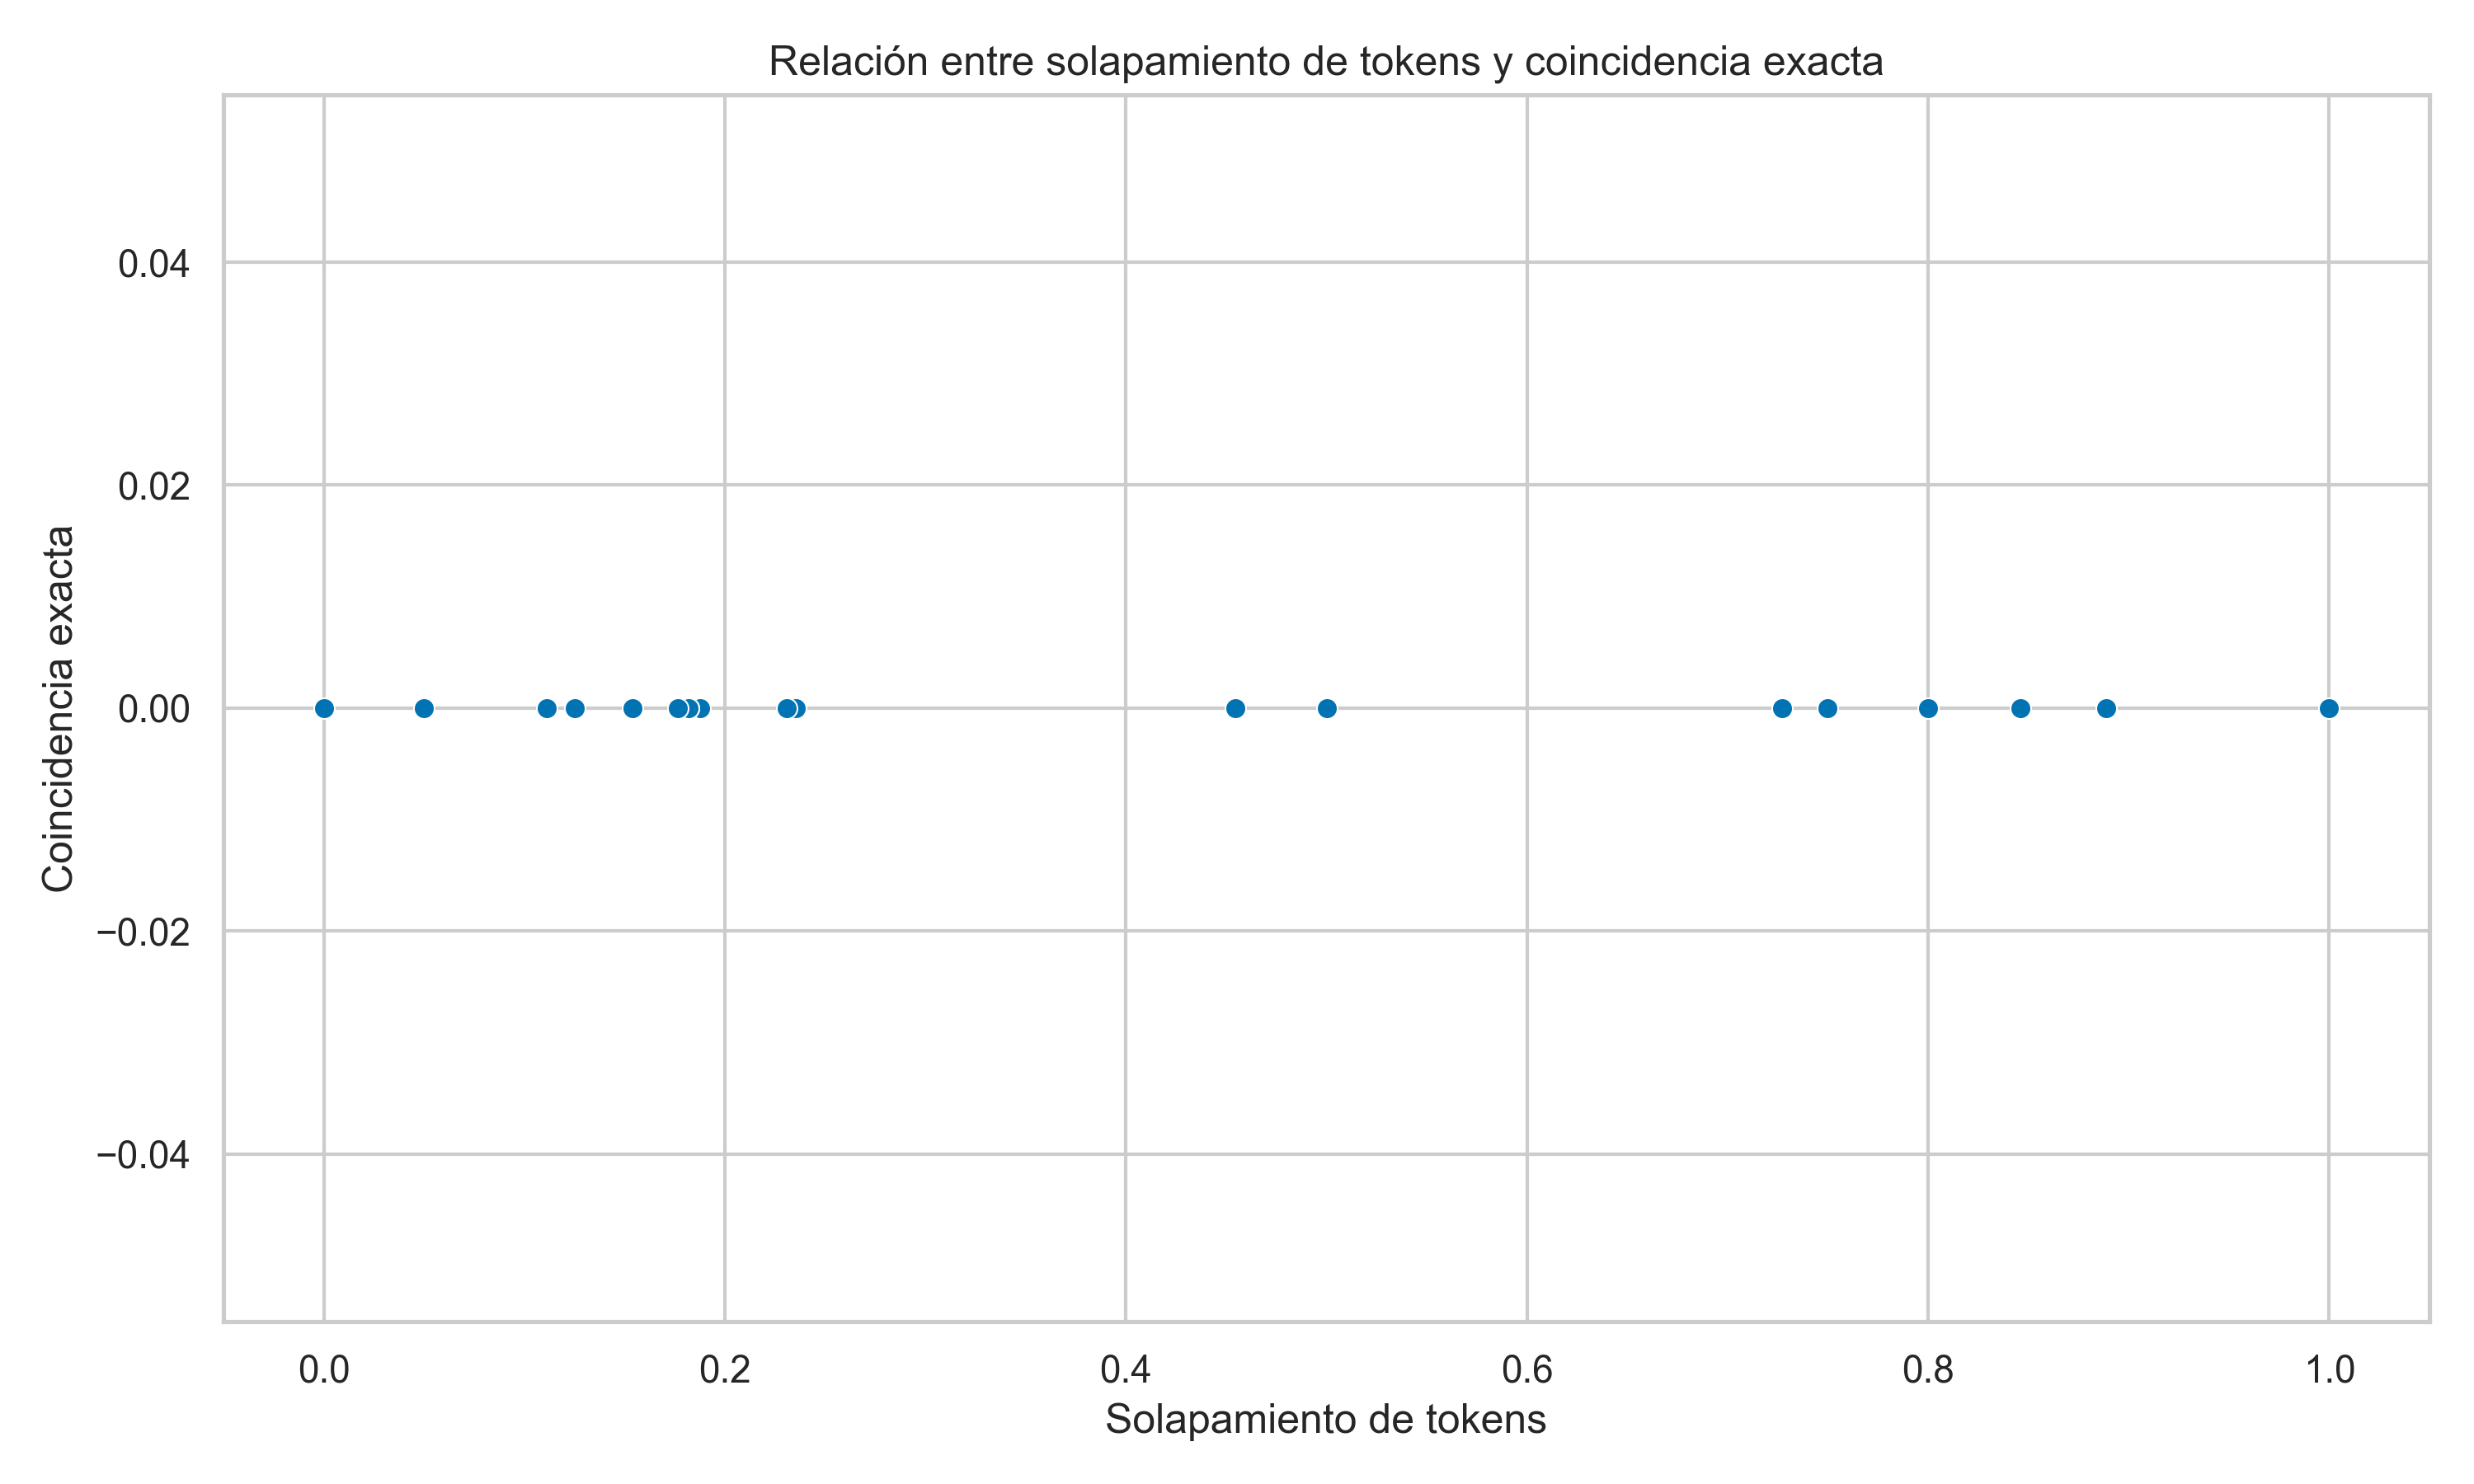 Relación entre solapamiento de tokens y coincidencia exacta
Coincidencia exacta
0.04
0.02
0.00
−0.02
−0.04
0.0 0.2 0.4 0.6 0.8 1.0
Solapamiento de tokens